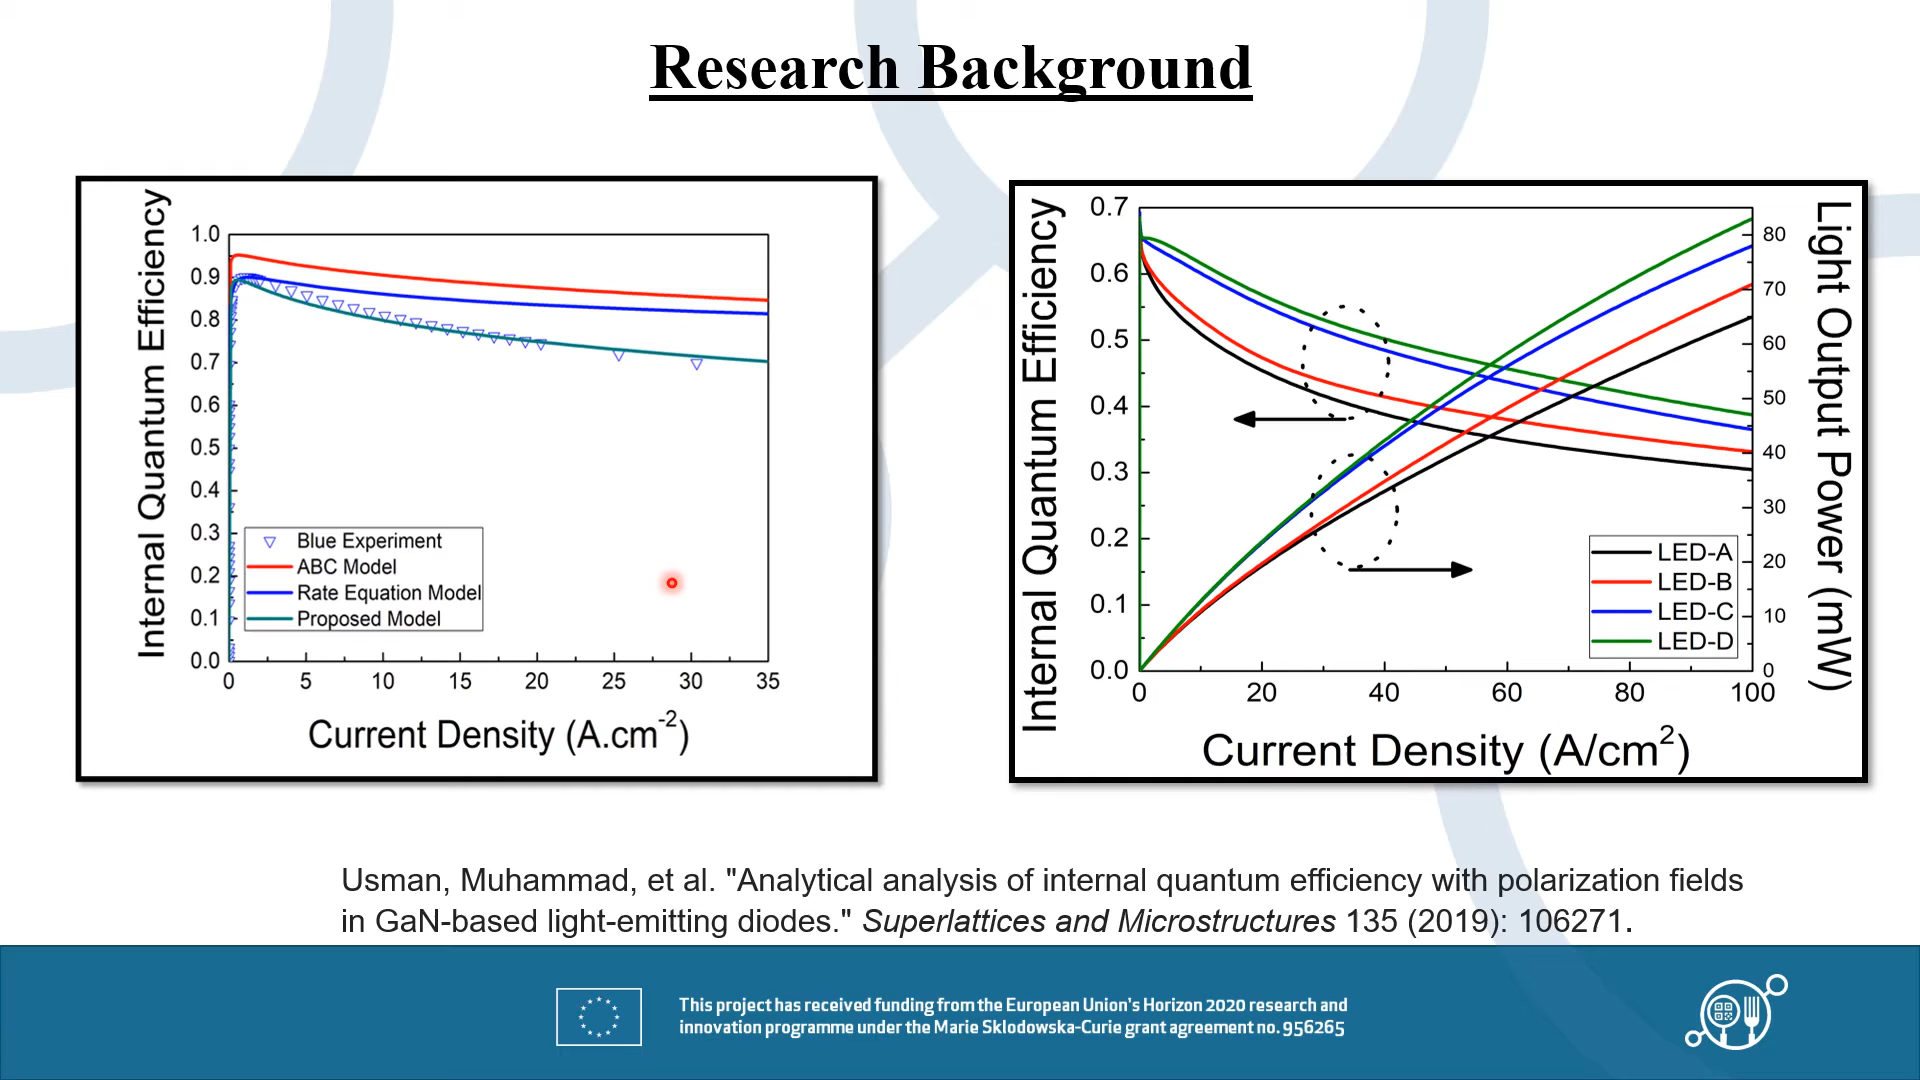 Research Background
Internal Quantum Efficiency
1.0
0.9
0.8
0.7
0.6
0.5
0.4
0.3
0.2
0.1
0.0
Blue Experiment
ABC Model
Rate Equation Model
Proposed Model
0 5 10 15 20 25 30 35
Current Density (A.cm-2)
Internal Quantum Efficiency
0.7
0.6
0.5
0.4
0.3
0.2
0.1
0.0
LED-A
LED-B
LED-C
LED-D
80
70
60
50
40
30
20
10
0
Light Output Power (mW)
0 20 40 60 80 100
Current Density (A/cm2)
Usman, Muhammad, et al. "Analytical analysis of internal quantum efficiency with polarization fields
in GaN-based light-emitting diodes." Superlattices and Microstructures 135 (2019): 106271.
This project has received funding from the European Union's Horizon 2020 research and
innovation programme under the Marie Sklodowska-Curie grant agreement no. 956265